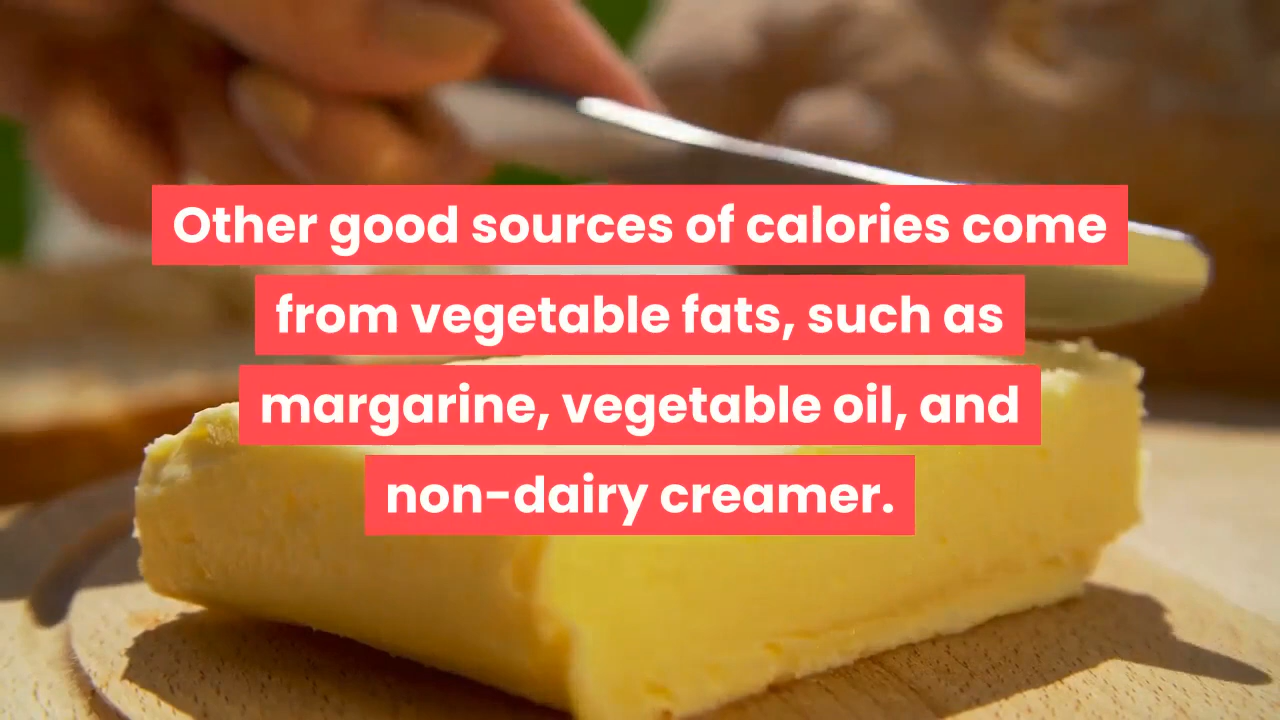 Other good sources of calories come
from vegetable fats, such as
margarine, vegetable oil, and
non-dairy creamer.